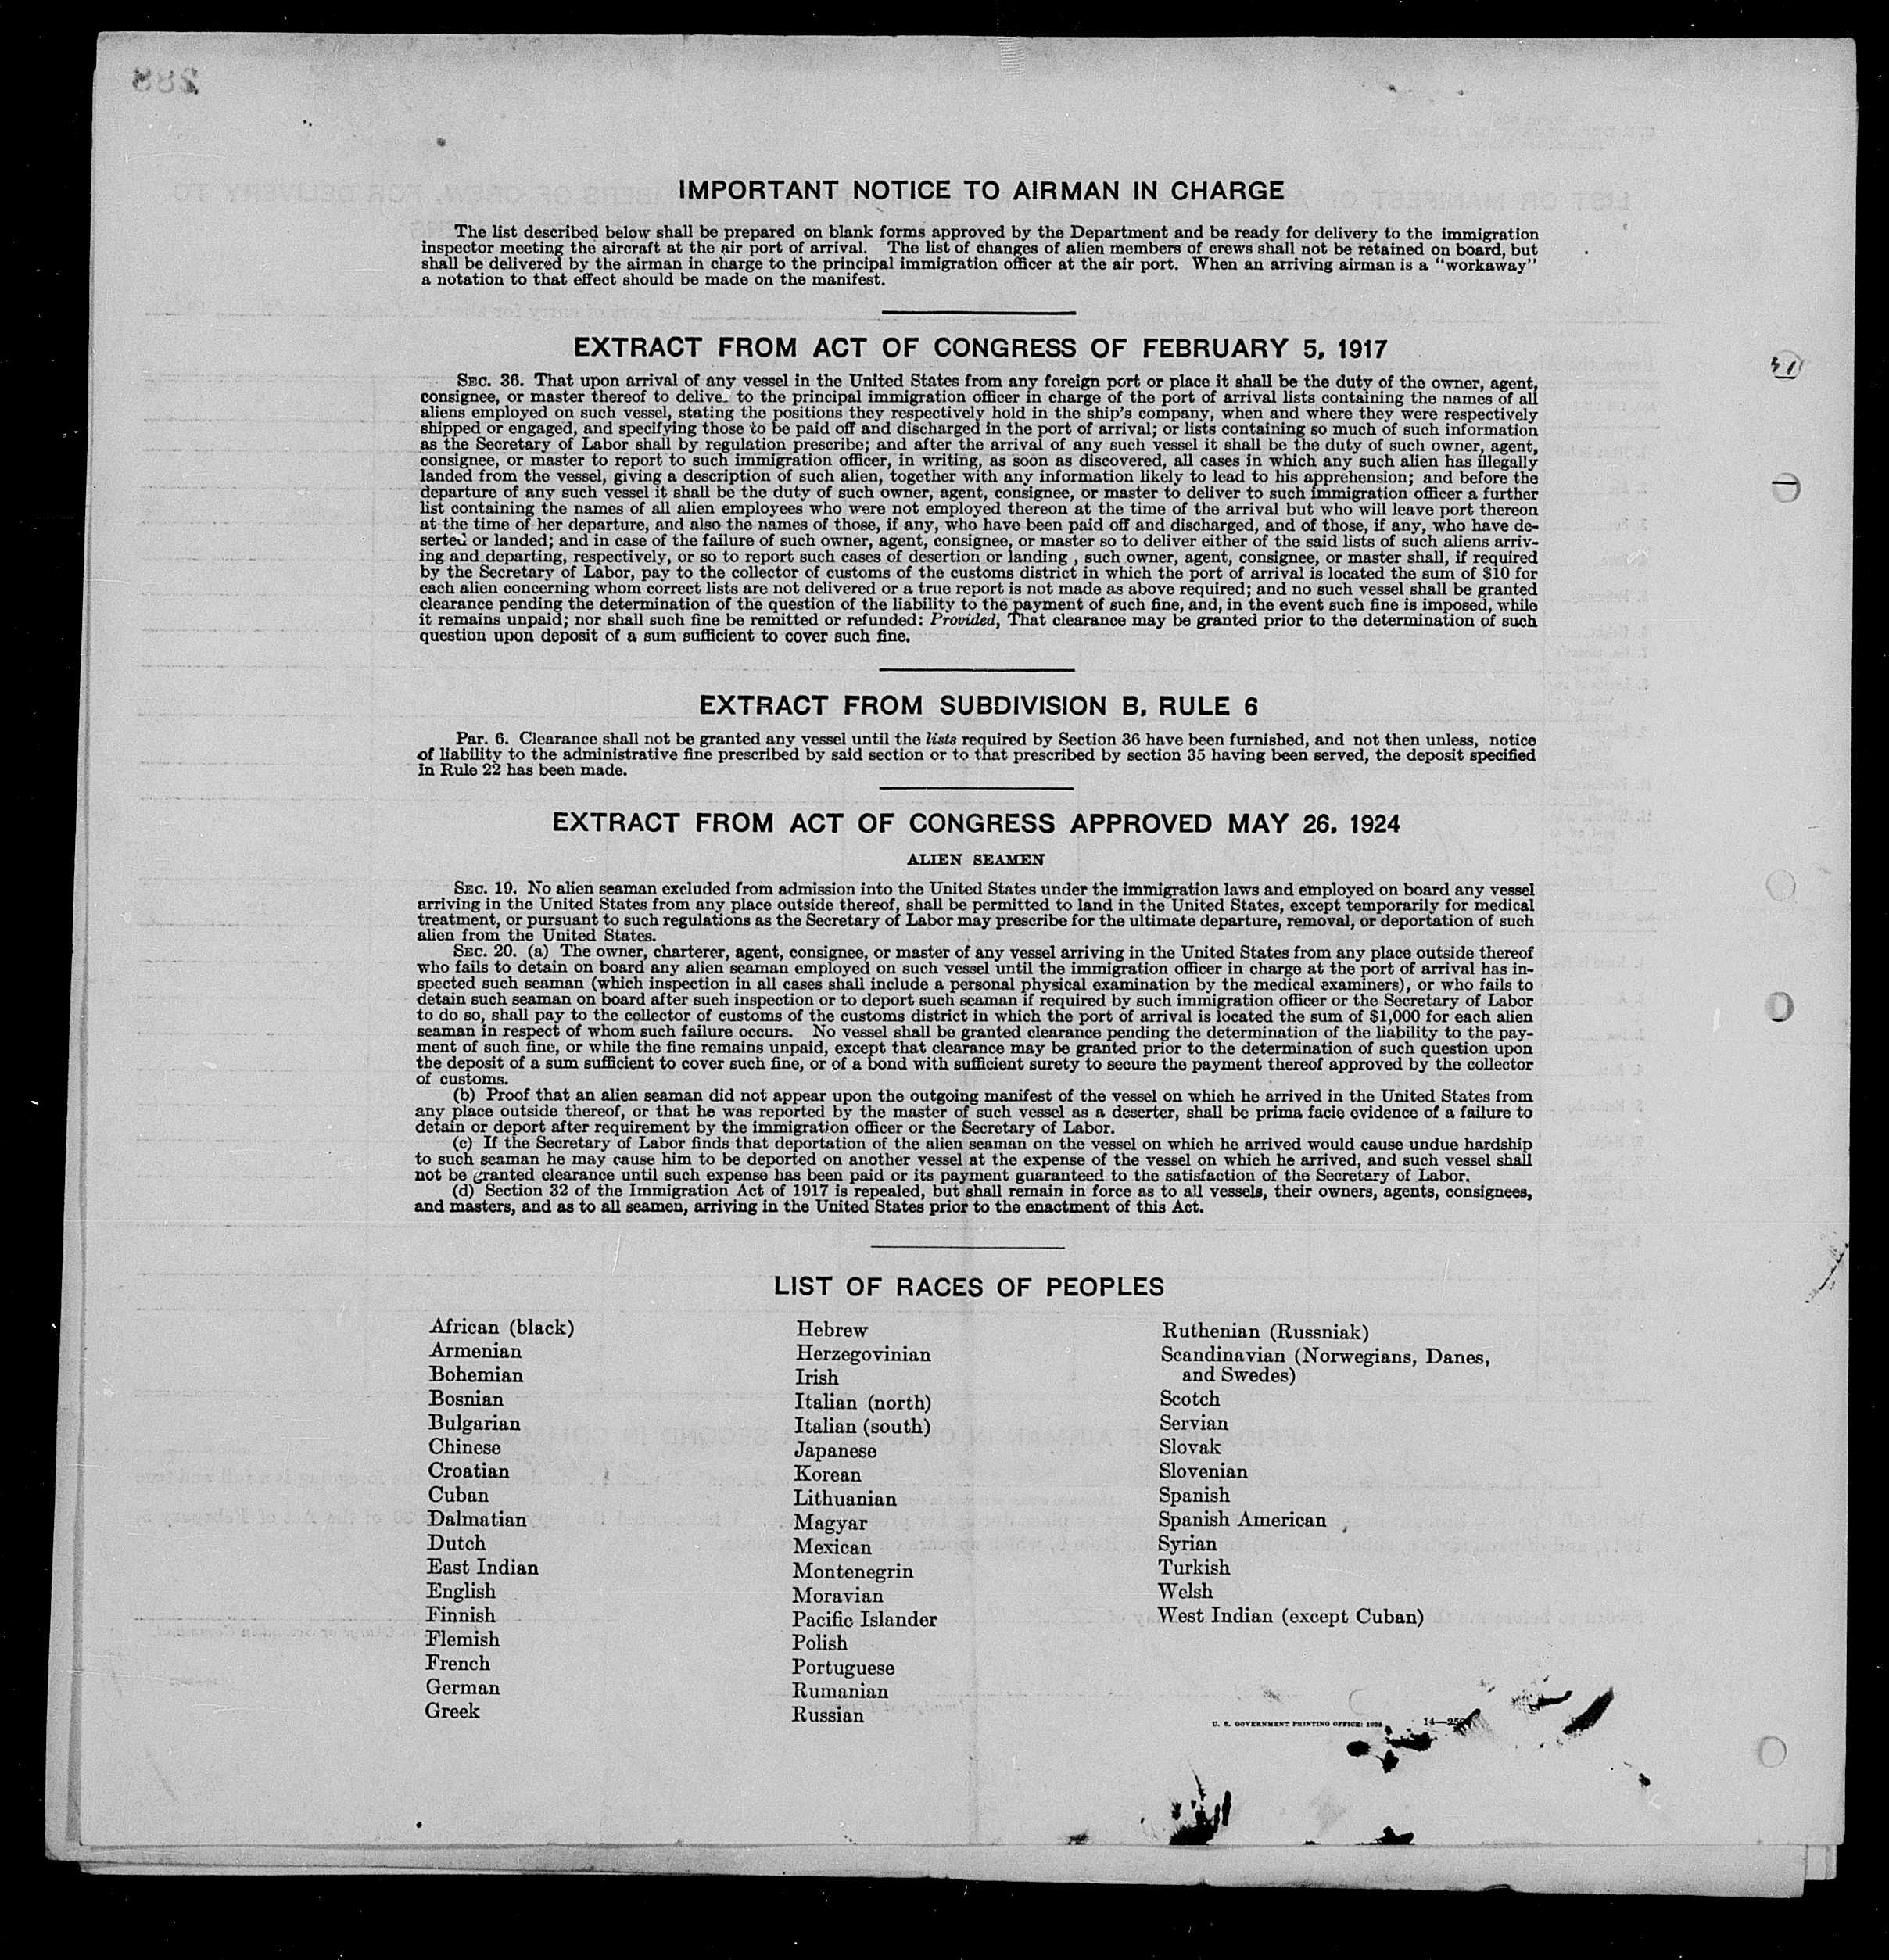 IMPORTANT NOTICE TO AIRMAN IN CHARGE
The list described below shall be prepared on blank forms approved by the Department and be ready for delivery to the immigration
inspector meeting the aircraft at the air port of arrival. The list of changes of alien members of crews shall not be retained on board, but
shall be delivered by the airman in charge to the principal immigration officer at the air port. When an arriving airman is a "workaway"
a notation to that effect should be made on the manifest.
EXTRACT FROM ACT OF CONGRESS OF FEBRUARY 5, 1917
SEC. 36. That upon arrival of any vessel in the United States from any foreign port or place it shall be the duty of the owner, agent,
consignee, or master thereof to deliver to the principal immigration officer in charge of the port of arrival lists containing the names of all
aliens employed on such vessel, stating the positions they respectively hold in the ship's company, when and where they were respectively
shipped or engaged, and specifying those to be paid off and discharged in the port of arrival; or lists containing so much of such information
as the Secretary of Labor shall by regulation prescribe; and after the arrival of any such vessel it shall be the duty of such owner, agent,
consignee, or master to report to such immigration officer, in writing, as soon as discovered, all cases in which any such alien has illegally
landed from the vessel, giving a description of such alien, together with any information likely to lead to his apprehension; and before the
departure of any such vessel it shall be the duty of such owner, agent, consignee, or master to deliver to such immigration officer a further
list containing the names of all alien employees who were not employed thereon at the time of the arrival but who will leave port thereon
at the time of her departure, and also the names of those, if any, who have been paid off and discharged, and of those, if any, who have de-
serted or landed; and in case of the failure of such owner, agent, consignee, or master so to deliver either of the said lists of such aliens arriv-
ing and departing, respectively, or so to report such cases of desertion or landing , such owner, agent, consignee, or master shall, if required
by the Secretary of Labor, pay to the collector of customs of the customs district in which the port of arrival is located the sum of $10 for
each alien concerning whom correct lists are not delivered or a true report is not made as above required; and no such vessel shall be granted
clearance pending the determination of the question of the liability to the payment of such fine, and, in the event such fine is imposed, while
it remains unpaid; nor shall such fine be remitted or refunded: Provided, That clearance may be granted prior to the determination of such
question upon deposit of a sum sufficient to cover such fine.
EXTRACT FROM SUBDIVISION B, RULE 6
Par. 6. Clearance shall not be granted any vessel until the lists required by Section 36 have been furnished, and not then unless, notice
of liability to the administrative fine prescribed by said section or to that prescribed by section 35 having been served, the deposit specified
in Rule 22 has been made.
EXTRACT FROM ACT OF CONGRESS APPROVED MAY 26, 1924
ALIEN SEAMEN
SEC. 19. No alien seaman excluded from admission into the United States under the immigration laws and employed on board any vessel
arriving in the United States from any place outside thereof, shall be permitted to land in the United States, except temporarily for medical
treatment, or pursuant to such regulations as the Secretary of Labor may prescribe for the ultimate departure, removal, or deportation of such
alien from the United States.
SEC. 20. (a) The owner, charterer, agent, consignee, or master of any vessel arriving in the United States from any place outside thereof
who fails to detain on board any alien seaman employed on such vessel until the immigration officer in charge at the port of arrival has in-
spected such seaman (which inspection in all cases shall include a personal physical examination by the medical examiners), or who fails to
detain such seaman on board after such inspection or to deport such seaman if required by such immigration officer or the Secretary of Labor
to do so, shall pay to the collector of customs of the customs district in which the port of arrival is located the sum of $1,000 for each alien
seaman in respect of whom such failure occurs. No vessel shall be granted clearance pending the determination of the liability to the pay-
ment of such fine, or while the fine remains unpaid, except that clearance may be granted prior to the determination of such question upon
the deposit of a sum sufficient to cover such fine, or of a bond with sufficient surety to secure the payment thereof approved by the collector
of customs.
(b) Proof that an alien seaman did not appear upon the outgoing manifest of the vessel on which he arrived in the United States from
any place outside thereof, or that he was reported by the master of such vessel as a deserter, shall be prima facie evidence of a failure to
detain or deport after requirement by the immigration officer or the Secretary of Labor.
(c) If the Secretary of Labor finds that deportation of the alien seaman on the vessel on which he arrived would cause undue hardship
to such seaman he may cause him to be deported on another vessel at the expense of the vessel on which he arrived, and such vessel shall
not be granted clearance until such expense has been paid or its payment guaranteed to the satisfaction of the Secretary of Labor.
(d) Section 32 of the Immigration Act of 1917 is repealed, but shall remain in force as to all vessels, their owners, agents, consignees,
and masters, and as to all seamen, arriving in the United States prior to the enactment of this Act.
LIST OF RACES OF PEOPLES
African (black)
Armenian
Bohemian
Bosnian
Bulgarian
Chinese
Croatian
Cuban
Dalmatian
Dutch
East Indian
English
Finnish
Flemish
French
German
Greek
Hebrew
Herzegovinian
Irish
Italian (north)
Italian (south)
Japanese
Korean
Lithuanian
Magyar
Mexican
Montenegrin
Moravian
Pacific Islander
Polish
Portuguese
Rumanian
Russian
Ruthenian (Russniak)
Scandinavian (Norwegians, Danes,
and Swedes)
Scotch
Servian
Slovak
Slovenian
Spanish
Spanish American
Syrian
Turkish
Welsh
West Indian (except Cuban)
U. S. GOVERNMENT PRINTING OFFICE: